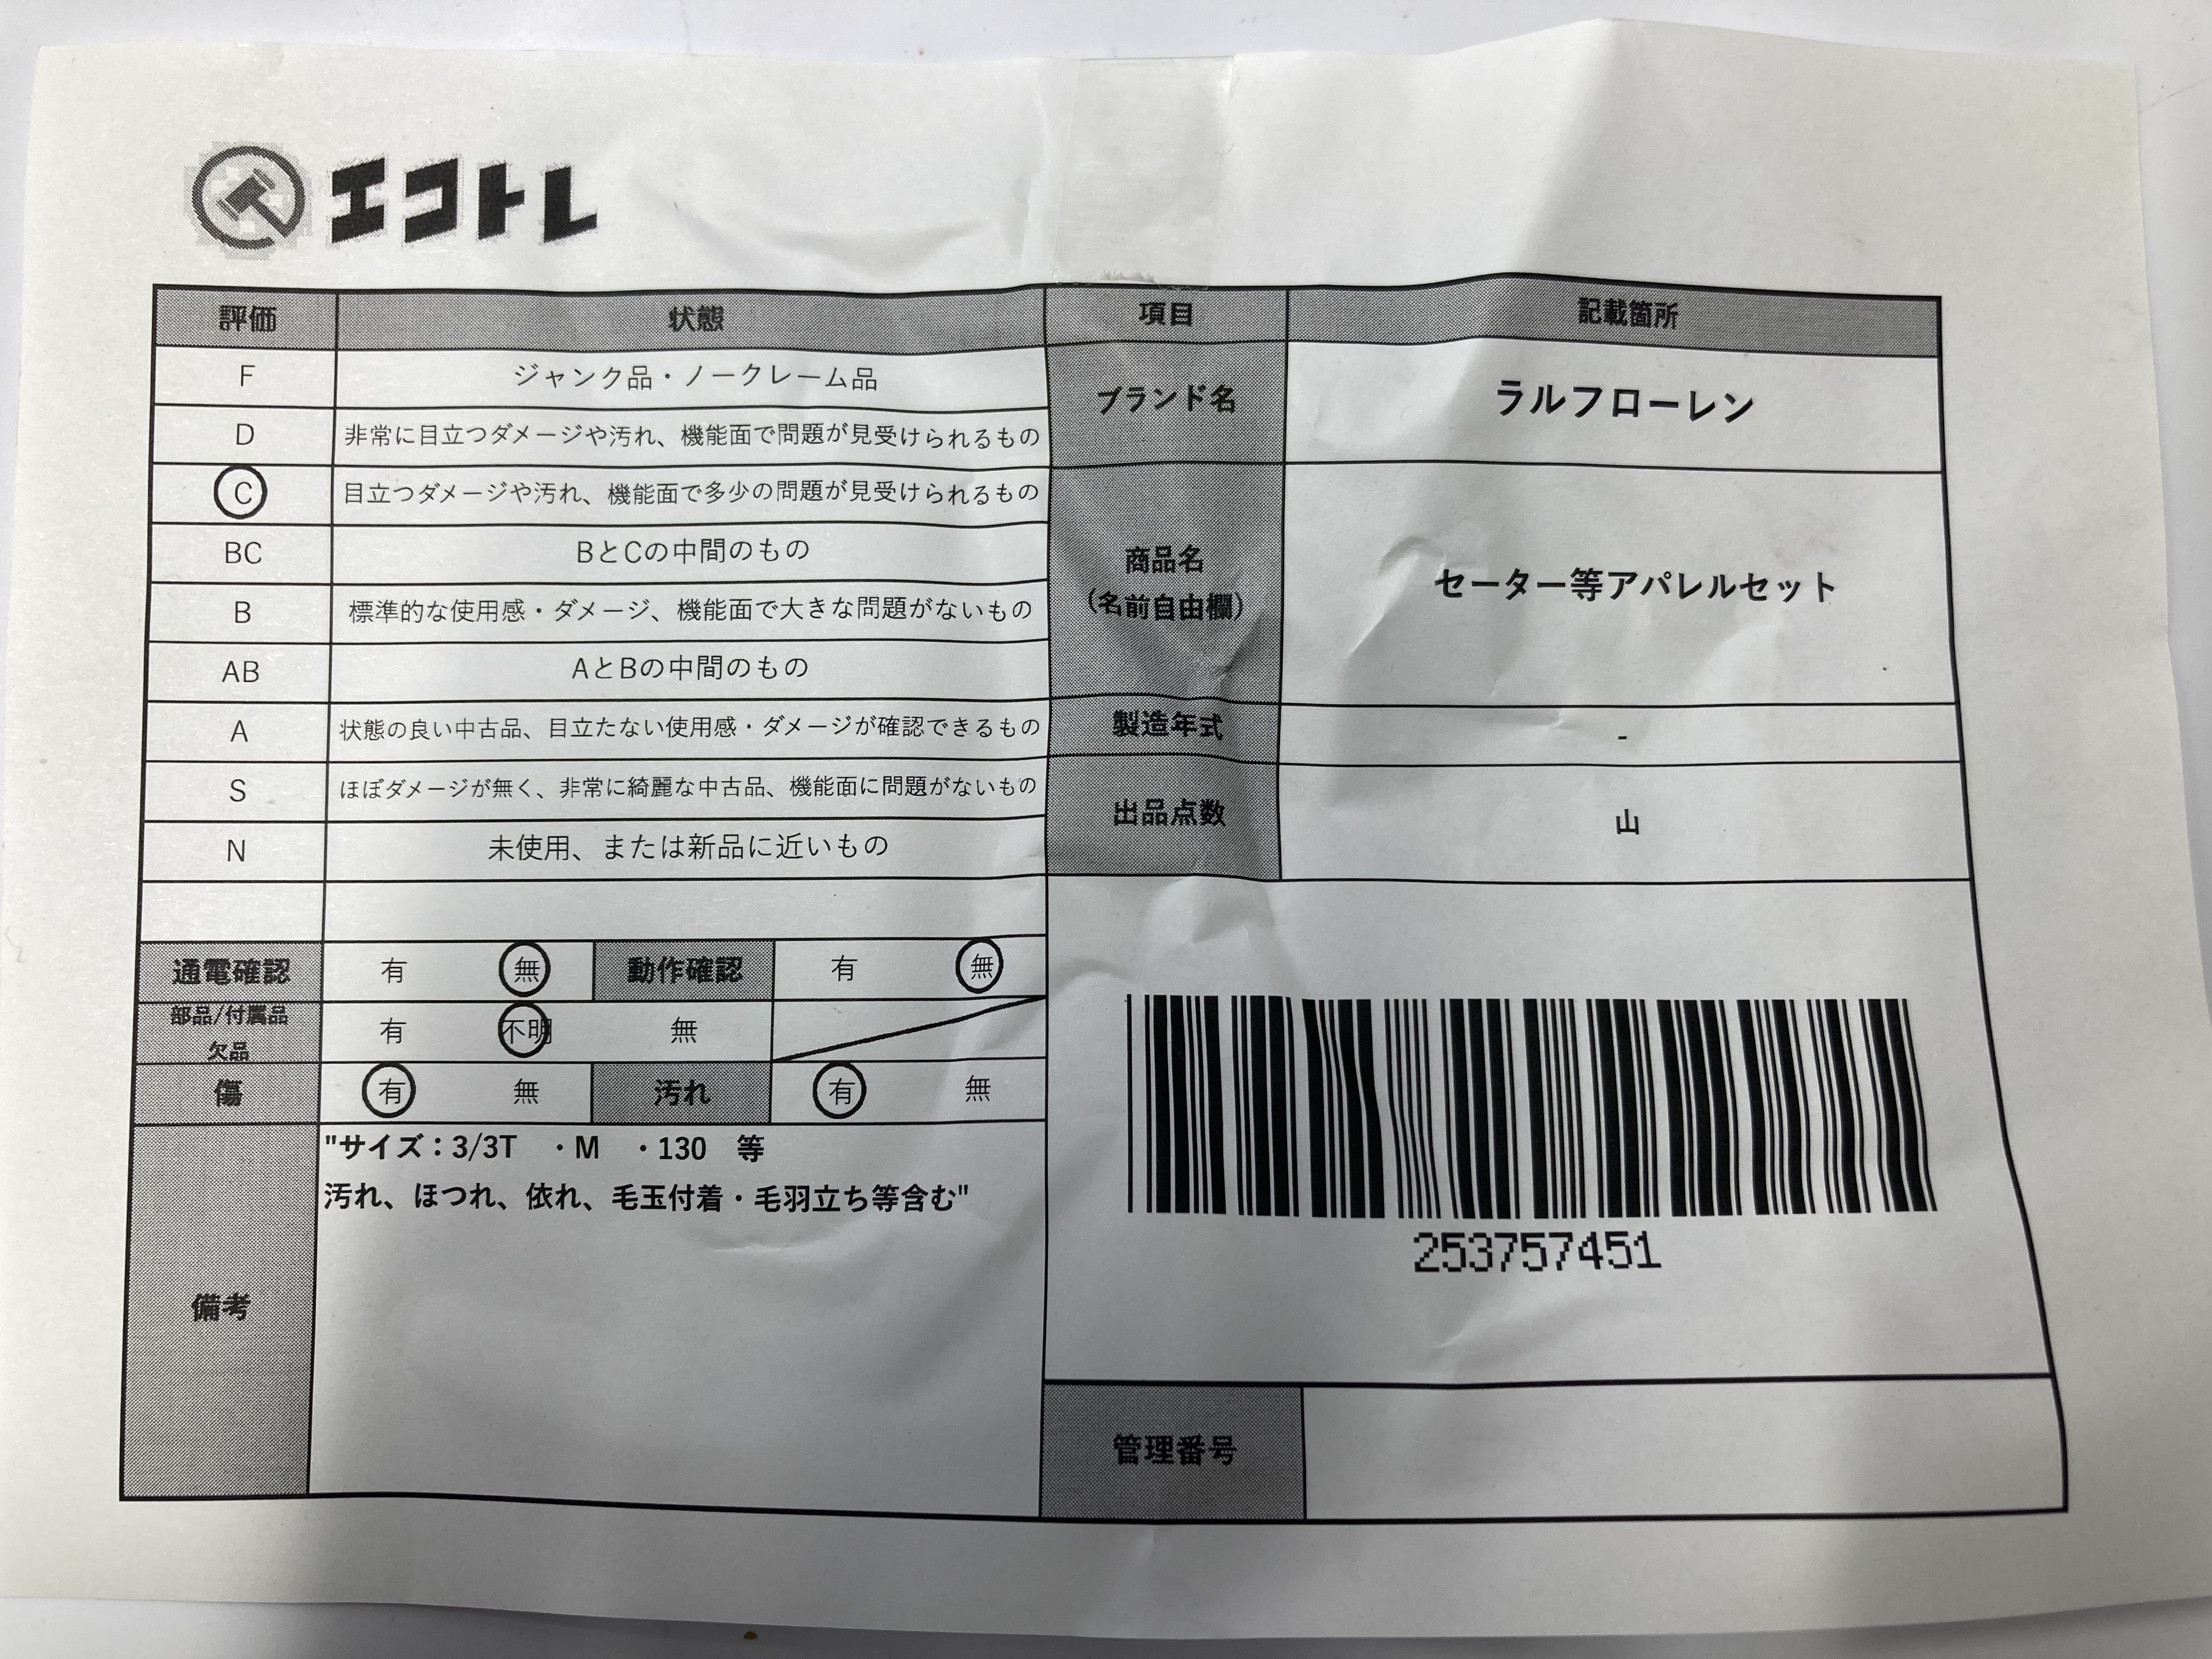 エコトレ
評価 状態 項目 記載箇所
F ジャンク品・ノークレーム品
D 非常に目立つダメージや汚れ、機能面で問題が見受けられるもの
C 目立つダメージや汚れ、機能面で多少の問題が見受けられるもの
BC BとCの中間のもの
B 標準的な使用感・ダメージ、機能面で大きな問題がないもの
AB AとBの中間のもの
A 状態の良い中古品、目立たない使用感・ダメージが確認できるもの
S ほぼダメージが無く、非常に綺麗な中古品、機能面に問題がないもの
N 未使用、または新品に近いもの
通電確認 有 無 動作確認 有 無
部品/付属品
欠品
有 不明 無
傷 有 無 汚れ 有 無
備考
"サイズ：3/3T ・M ・130 等
汚れ、ほつれ、依れ、毛玉付着・毛羽立ち等含む"
ブランド名 ラルフローレン
商品名
（名前自由欄）
セーター等アパレルセット
製造年式 -
出品点数 山
253757451
管理番号